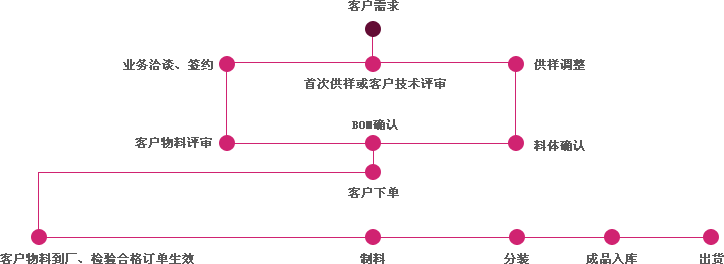 客户需求
业务洽谈、签约
供样调整
首次供样或客户技术评审
BOM确认
客户物料评审
料体确认
客户下单
客户物料到厂、检验合格订单生效
制料
分装
成品入库
出货